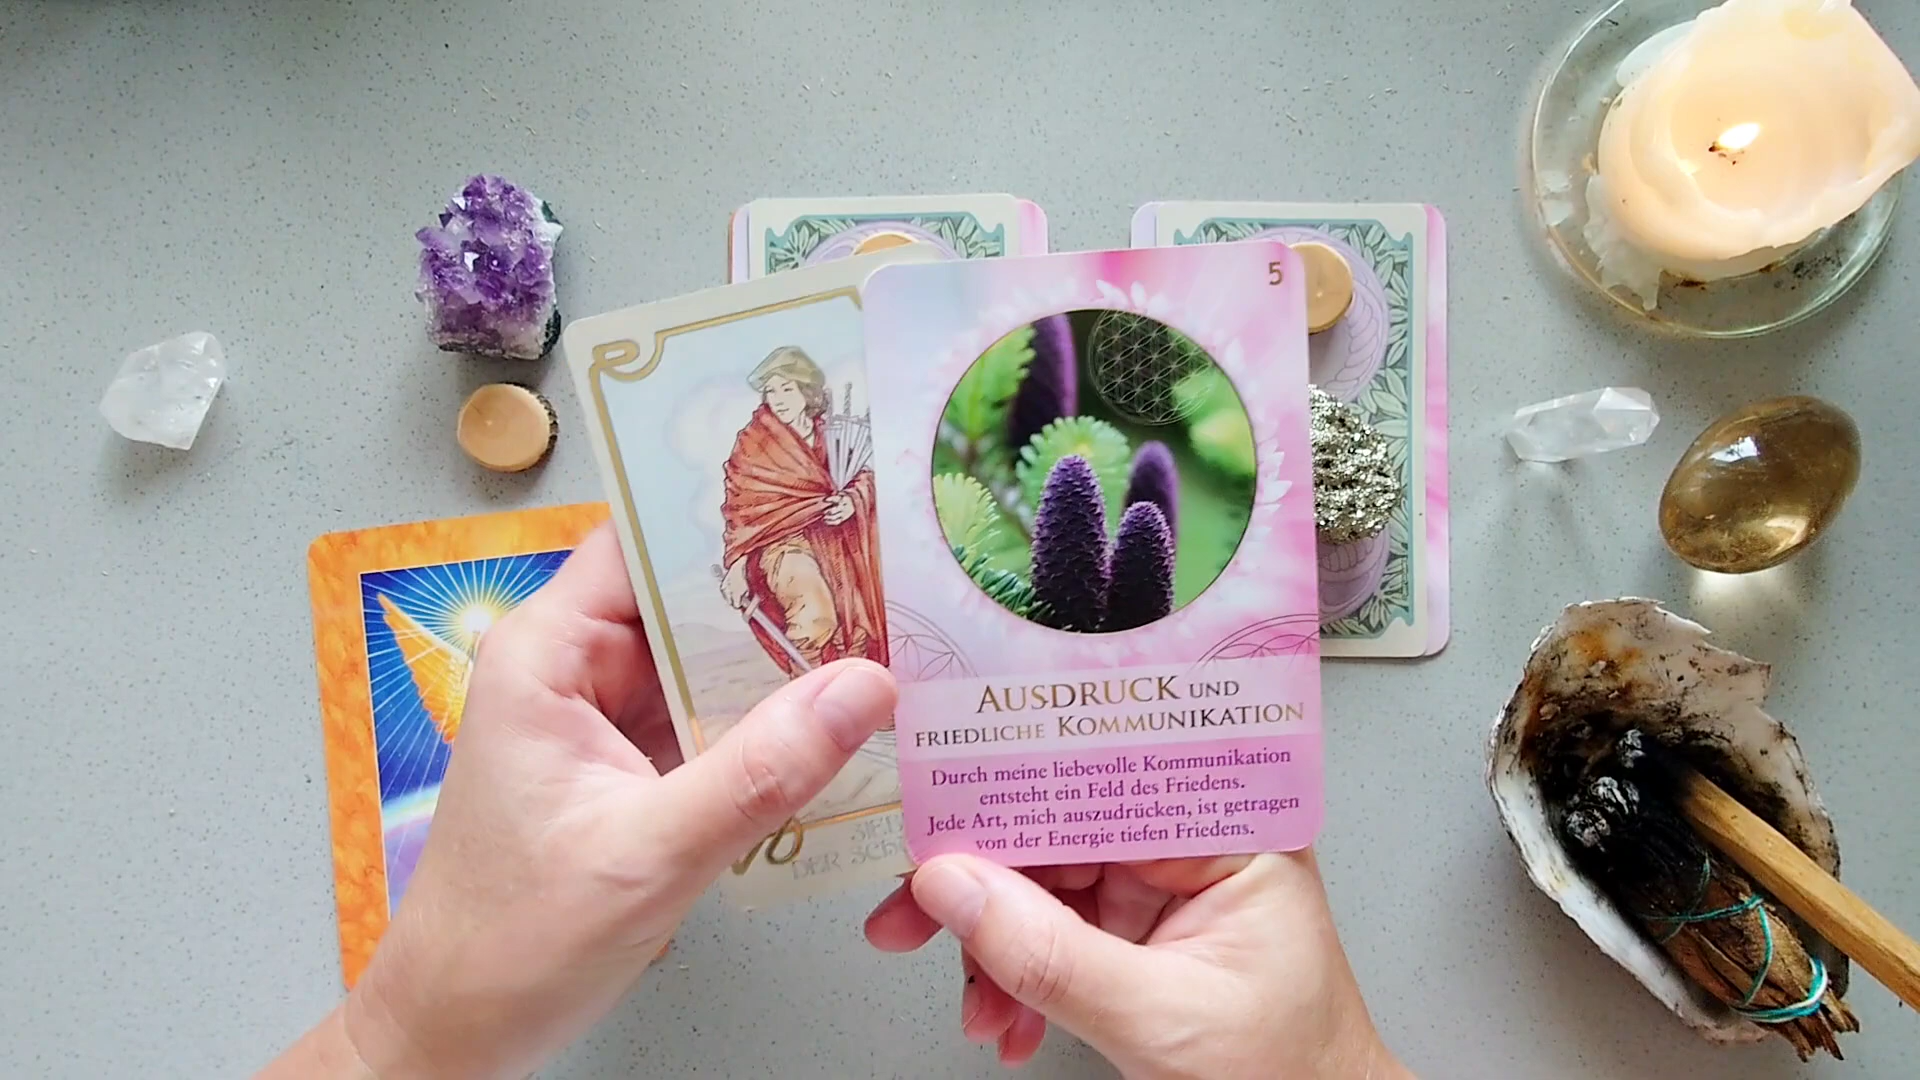 5
AUSDRUCK UND
FRIEDLICHE KOMMUNIKATION
Durch meine liebevolle Kommunikation
entsteht ein Feld des Friedens.
Jede Art, mich auszudrücken, ist getragen
von der Energie tiefen Friedens.
DER